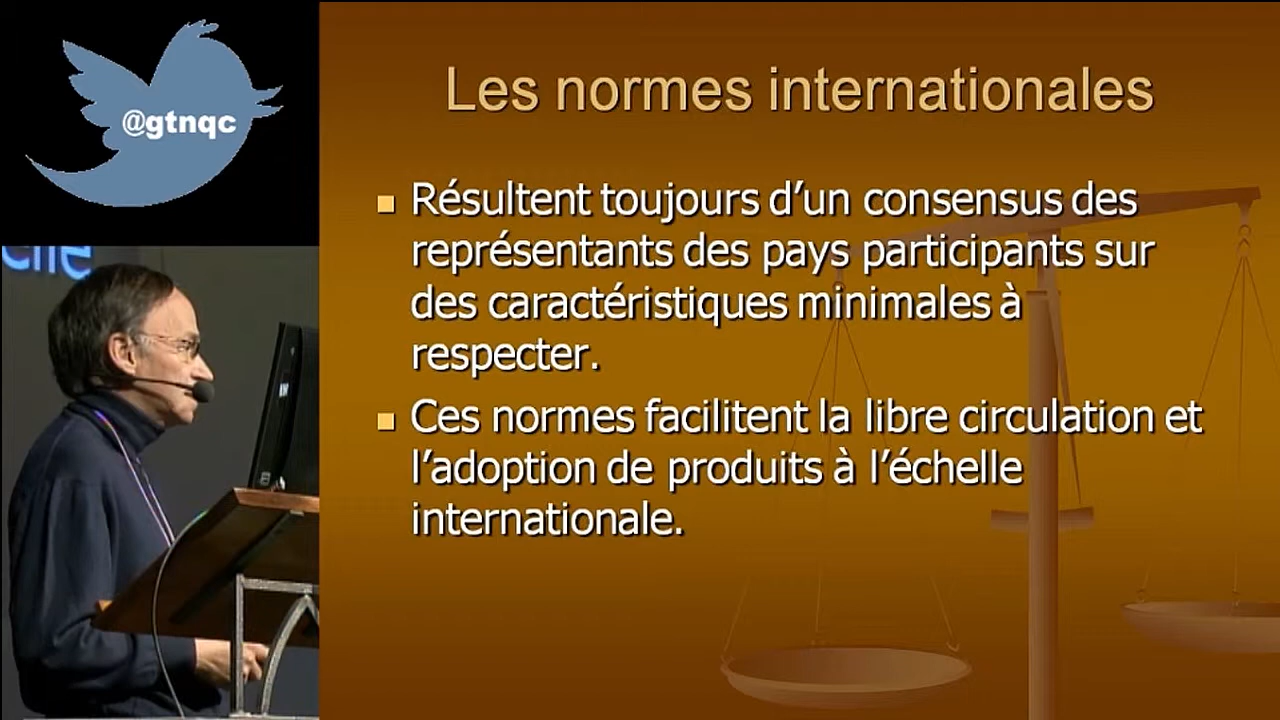 @gtnqc
Les normes internationales
Résultent toujours d’un consensus des
représentants des pays participants sur
des caractéristiques minimales à
respecter.
Ces normes facilitent la libre circulation et
l’adoption de produits à l’échelle
internationale.